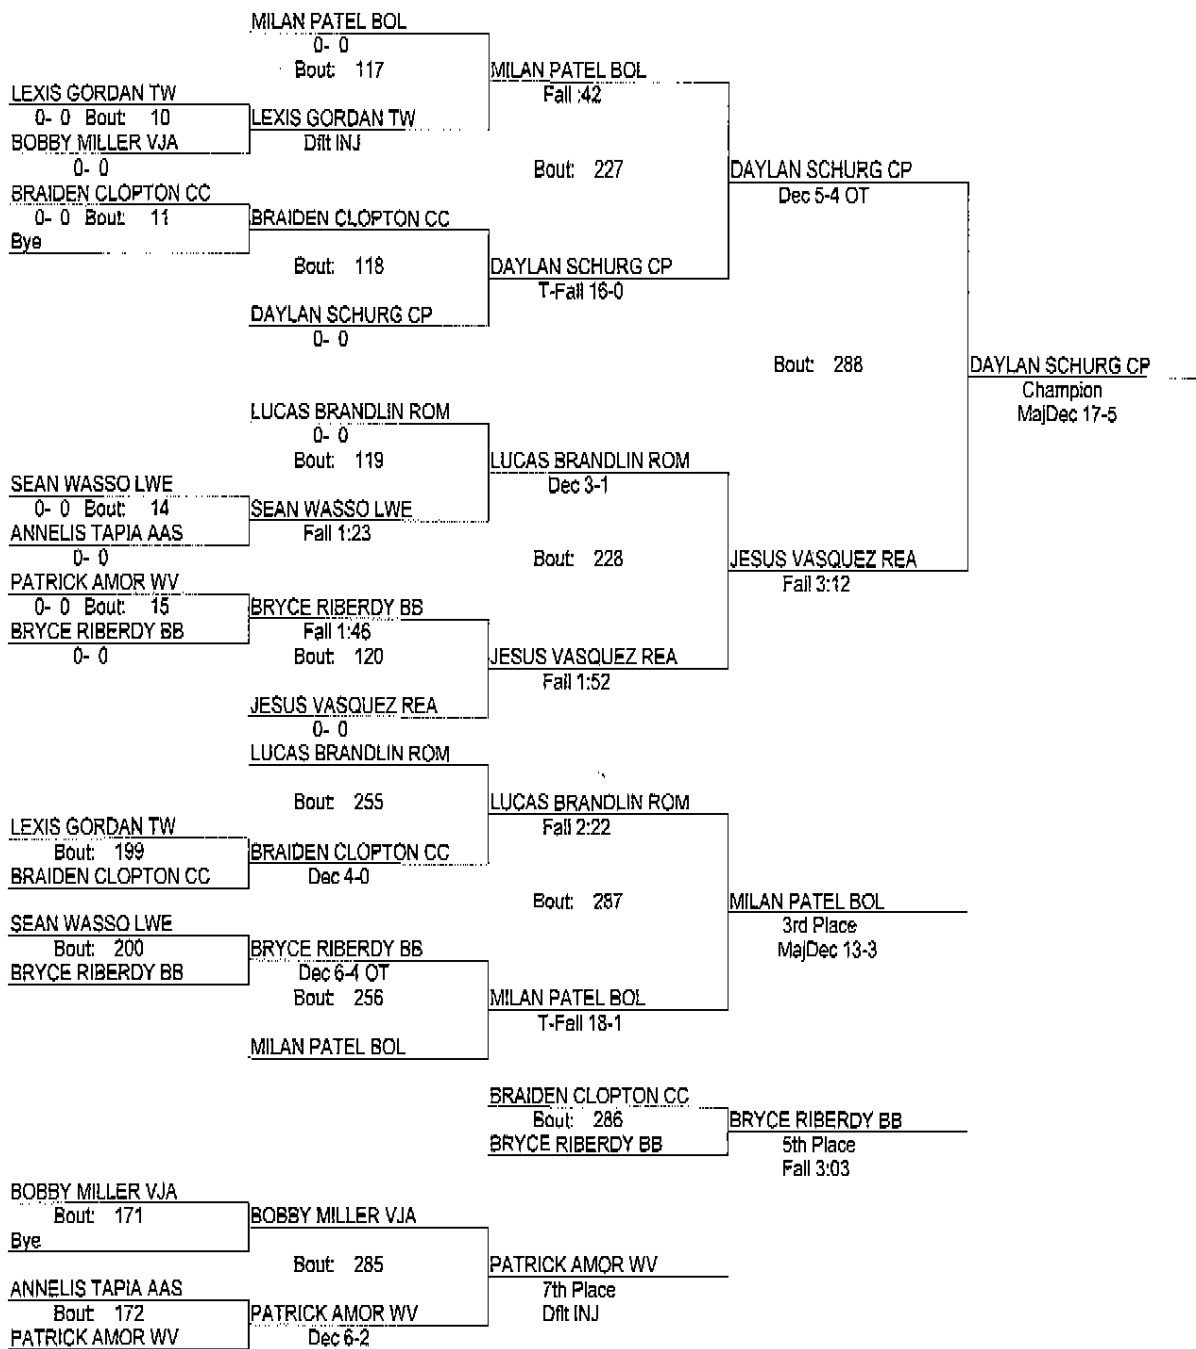 MILAN PATEL BOL
0- 0
Bout: 117
MILAN PATEL BOL
Fall :42
LEXIS GORDAN TW
0- 0 Bout: 10
LEXIS GORDAN TW
Dflt INJ
BOBBY MILLER VJA
0- 0
Bout: 227
DAYLAN SCHURG CP
Dec 5-4 OT
BRAIDEN CLOPTON CC
0- 0 Bout: 11
BRAIDEN CLOPTON CC
Bye
Bout: 118
DAYLAN SCHURG CP
T-Fall 16-0
DAYLAN SCHURG CP
0- 0
Bout: 288
DAYLAN SCHURG CP
Champion
MajDec 17-5
LUCAS BRANDLIN ROM
0- 0
Bout: 119
LUCAS BRANDLIN ROM
Dec 3-1
SEAN WASSO LWE
0- 0 Bout: 14
SEAN WASSO LWE
Fall 1:23
ANNELIS TAPIA AAS
0- 0
Bout: 228
JESUS VASQUEZ REA
Fall 3:12
PATRICK AMOR WV
0- 0 Bout: 15
BRYCE RIBERDY BB
Fall 1:46
BRYCE RIBERDY BB
0- 0
Bout: 120
JESUS VASQUEZ REA
Fall 1:52
JESUS VASQUEZ REA
0- 0
LUCAS BRANDLIN ROM
Bout: 255
LUCAS BRANDLIN ROM
Fall 2:22
LEXIS GORDAN TW
Bout: 199
BRAIDEN CLOPTON CC
Dec 4-0
BRAIDEN CLOPTON CC
Bout: 287
MILAN PATEL BOL
3rd Place
MajDec 13-3
SEAN WASSO LWE
Bout: 200
BRYCE RIBERDY BB
Dec 6-4 OT
BRYCE RIBERDY BB
Bout: 256
MILAN PATEL BOL
T-Fall 18-1
MILAN PATEL BOL
BRAIDEN CLOPTON CC
Bout: 286
BRYCE RIBERDY BB
5th Place
Fall 3:03
BRYCE RIBERDY BB
BOBBY MILLER VJA
Bout: 171
BOBBY MILLER VJA
Bye
Bout: 285
PATRICK AMOR WV
7th Place
Dflt INJ
ANNELIS TAPIA AAS
Bout: 172
PATRICK AMOR WV
Dec 6-2
PATRICK AMOR WV